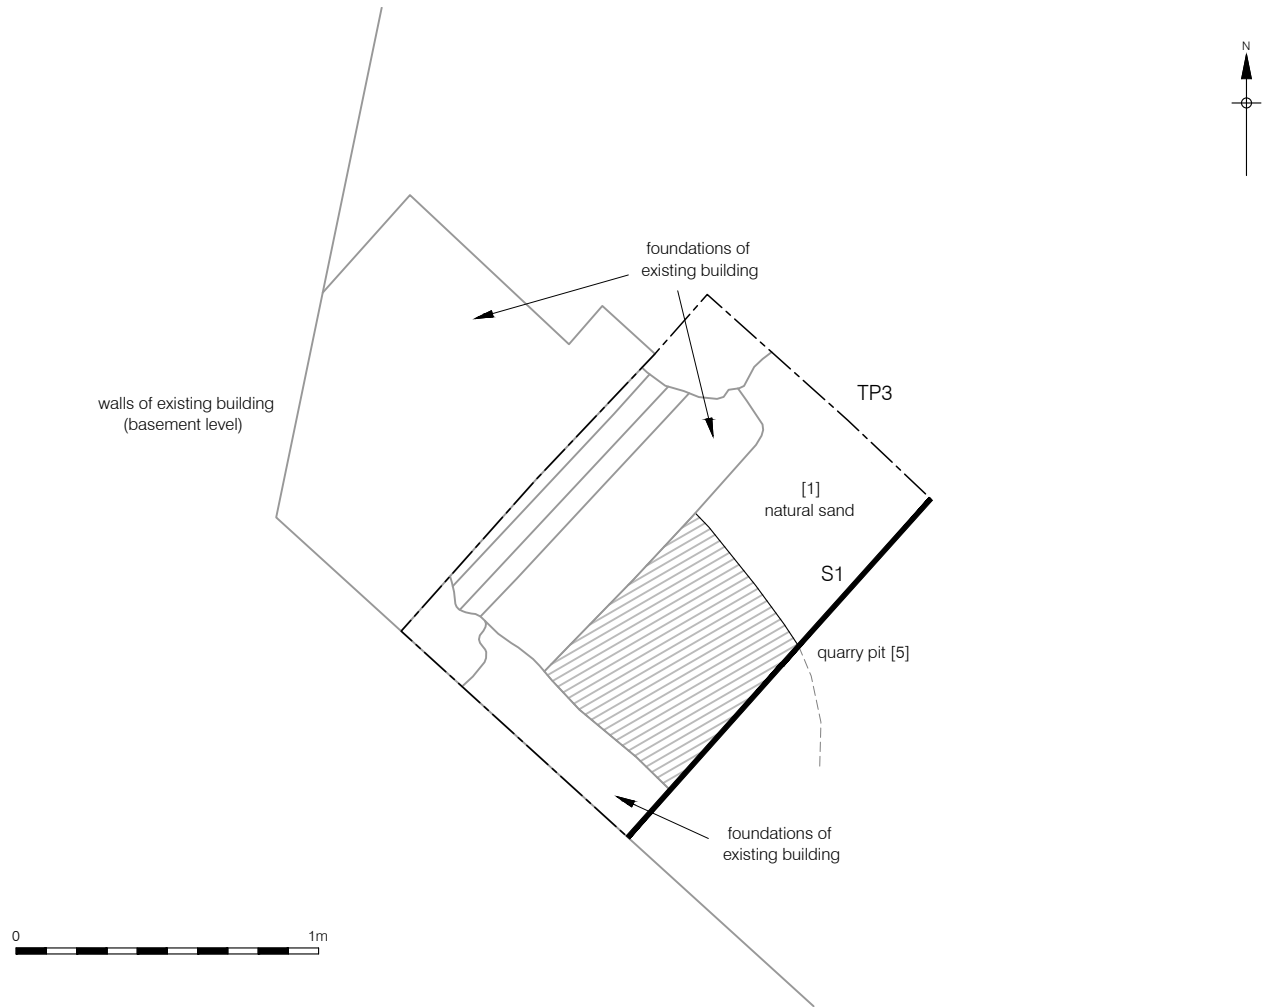 N
foundations of
existing building
TP3
walls of existing building
(basement level)
[1]
natural sand
S1
quarry pit [5]
foundations of
existing building
0 1m